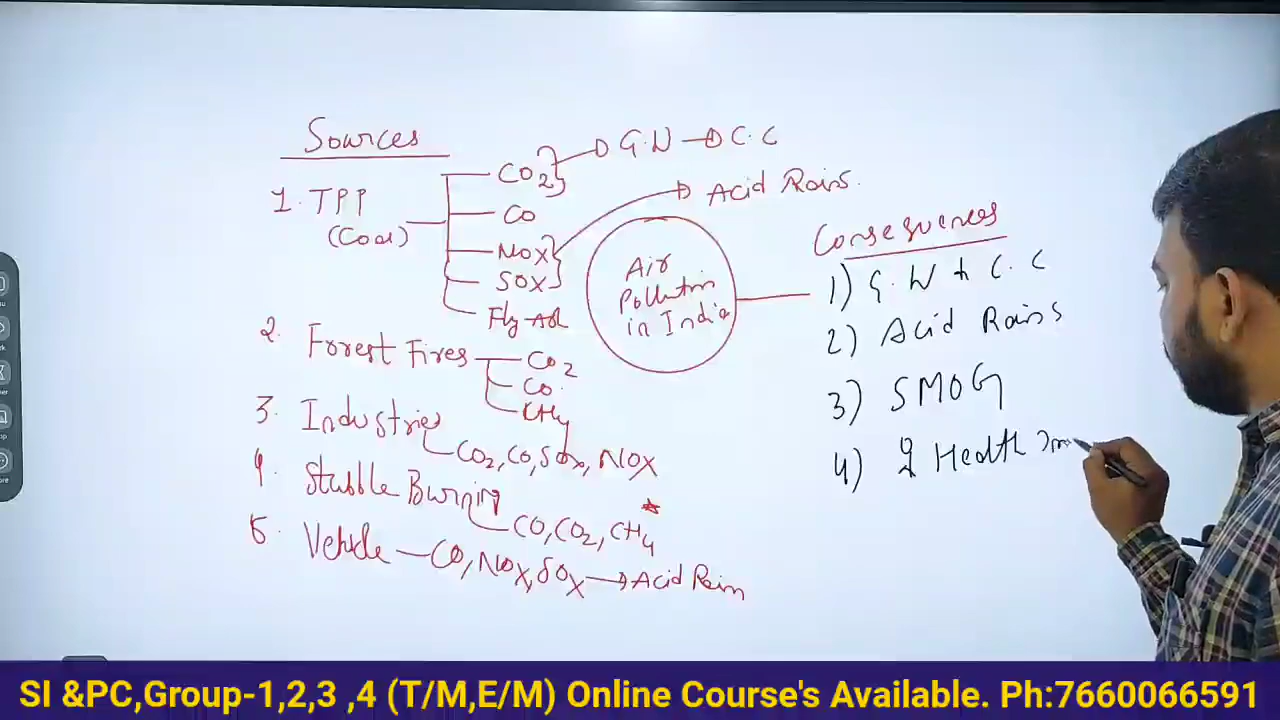 Sources
1. TPP
(Coal)
CO2 → G.W → C.C
CO
NOX → Acid Rains.
SOX
Fly Ash
2. Forest Fires
CO2
CO
CH4
3. Industries
CO2, CO, SOx, NOX
4. Stubble Burning
CO, CO2, CH4
5. Vehicle — CO, NOX, SOX → Acid Rain
Air
Pollution
in India
Consequences
1) G.W & C.C
2) Acid Rains
3) SMOG
4) Health Im
SI &PC,Group-1,2,3 ,4 (T/M,E/M) Online Course's Available. Ph:7660066591